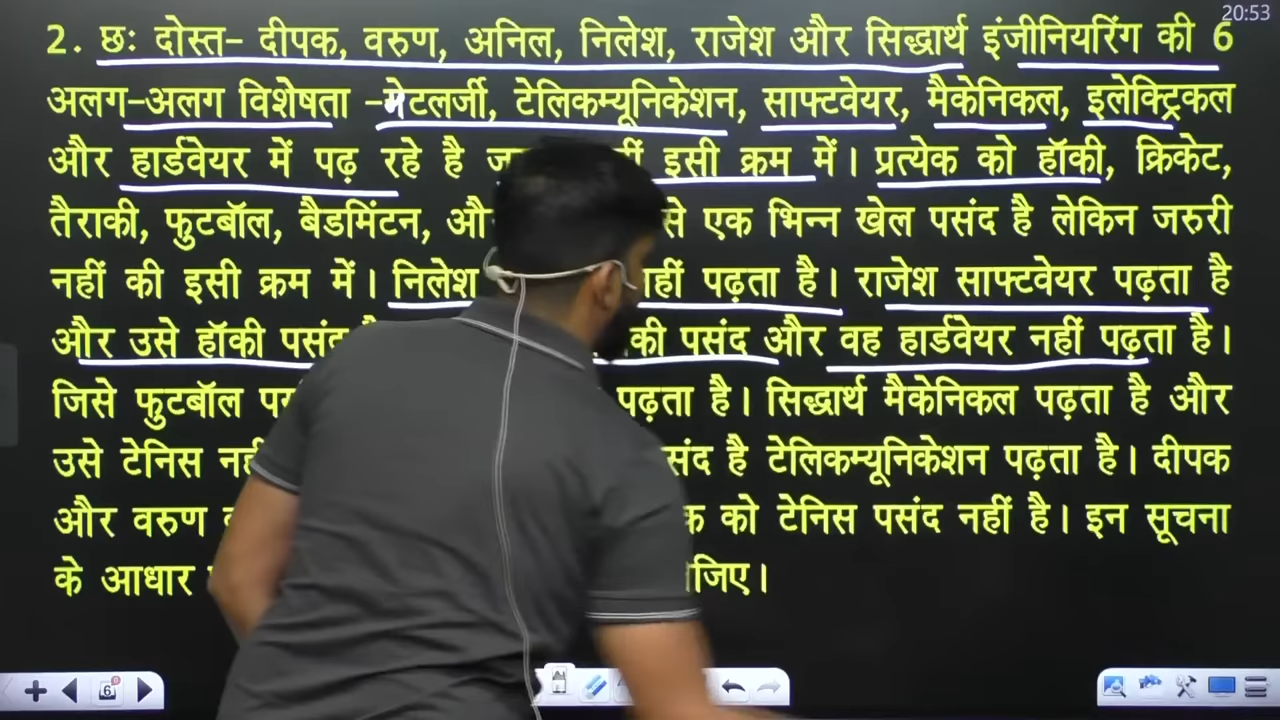 20:53
2. छः दोस्त- दीपक, वरुण, अनिल, निलेश, राजेश और सिद्धार्थ इंजीनियरिंग की 6
अलग-अलग विशेषता -मेटलर्जी, टेलिकम्यूनिकेशन, साफ्टवेयर, मैकेनिकल, इलेक्ट्रिकल
और हार्डवेयर में पढ़ रहे है इसी क्रम में। प्रत्येक को हॉकी, क्रिकेट,
तैराकी, फुटबॉल, बैडमिंटन, से एक भिन्न खेल पसंद है लेकिन जरुरी
नहीं की इसी क्रम में। निलेश पढ़ता है। राजेश साफ्टवेयर पढ़ता है
और उसे हॉकी की पसंद और वह हार्डवेयर नहीं पढ़ता है।
जिसे फुटबॉल पढ़ता है। सिद्धार्थ मैकेनिकल पढ़ता है और
उसे टेनिस है टेलिकम्यूनिकेशन पढ़ता है। दीपक
और वरुण को टेनिस पसंद नहीं है। इन सूचना
के आधार
6